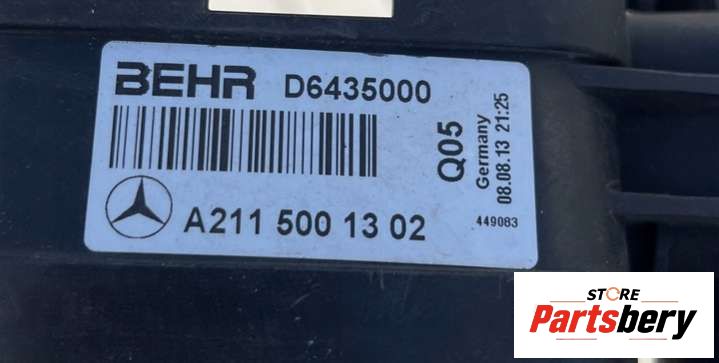 BEHR D6435000
Q05
Germany
08.08.13 21:25
A211 500 13 02
449083
STORE
Partsbery